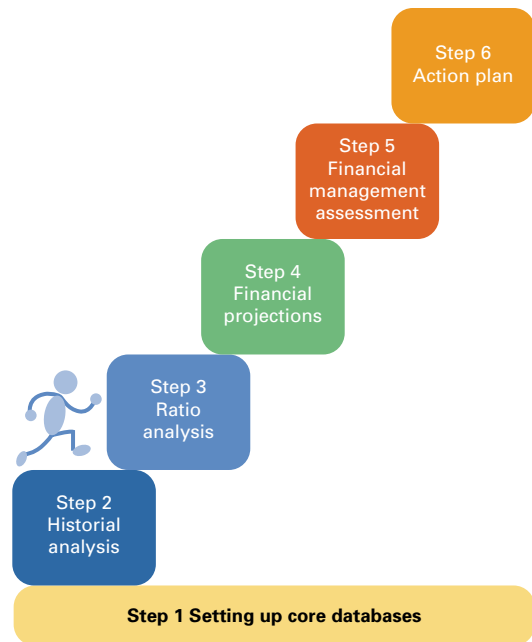 Step 6
Action plan
Step 5
Financial
management
assessment
Step 4
Financial
projections
Step 3
Ratio
analysis
Step 2
Historial
analysis
Step 1 Setting up core databases